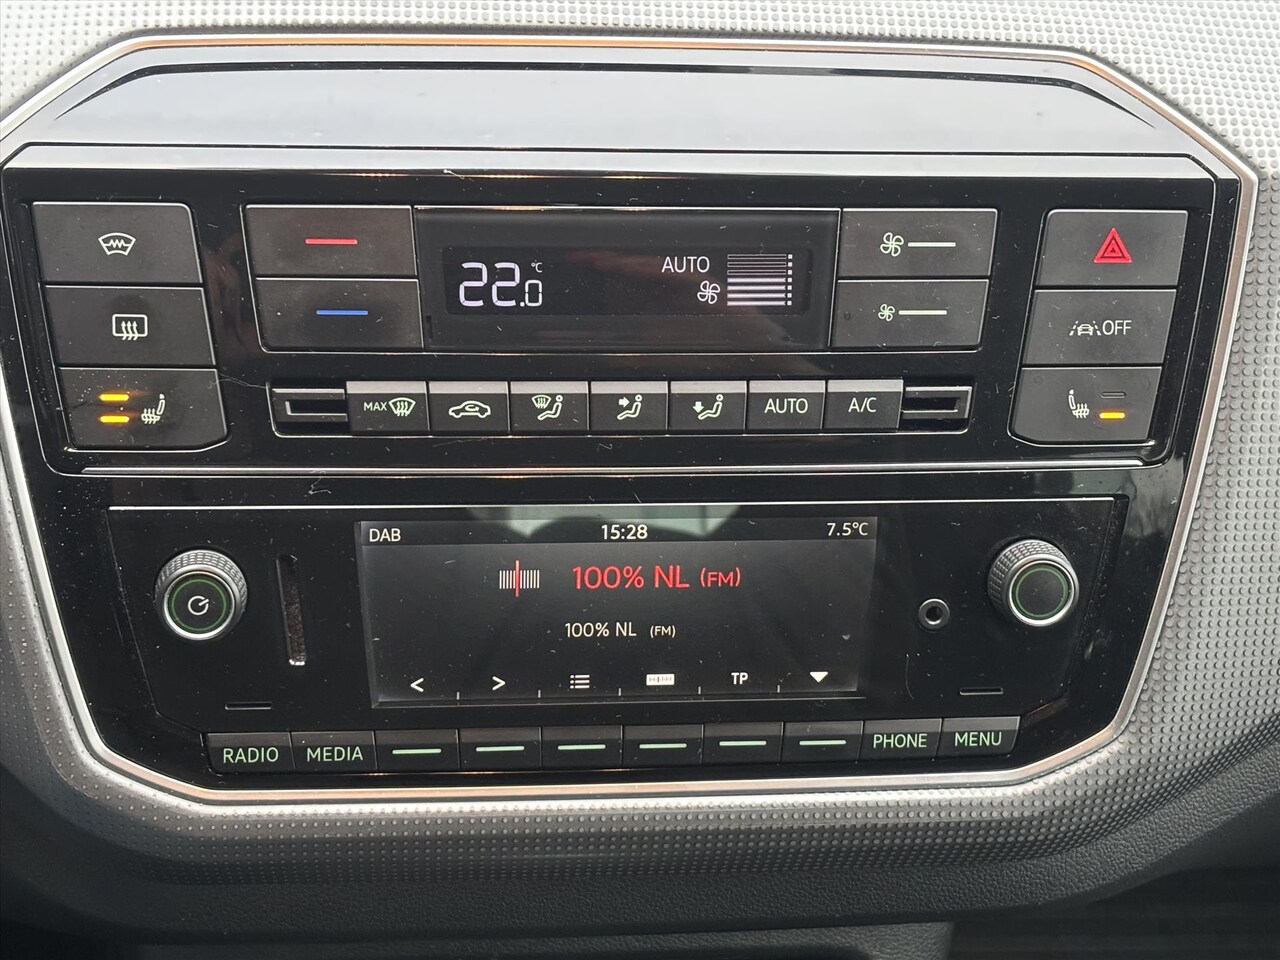 22.0 °C
AUTO
OFF
MAX
AUTO
A/C
DAB
15:28
7.5°C
100% NL (FM)
100% NL (FM)
<
>
TP
RADIO
MEDIA
PHONE
MENU